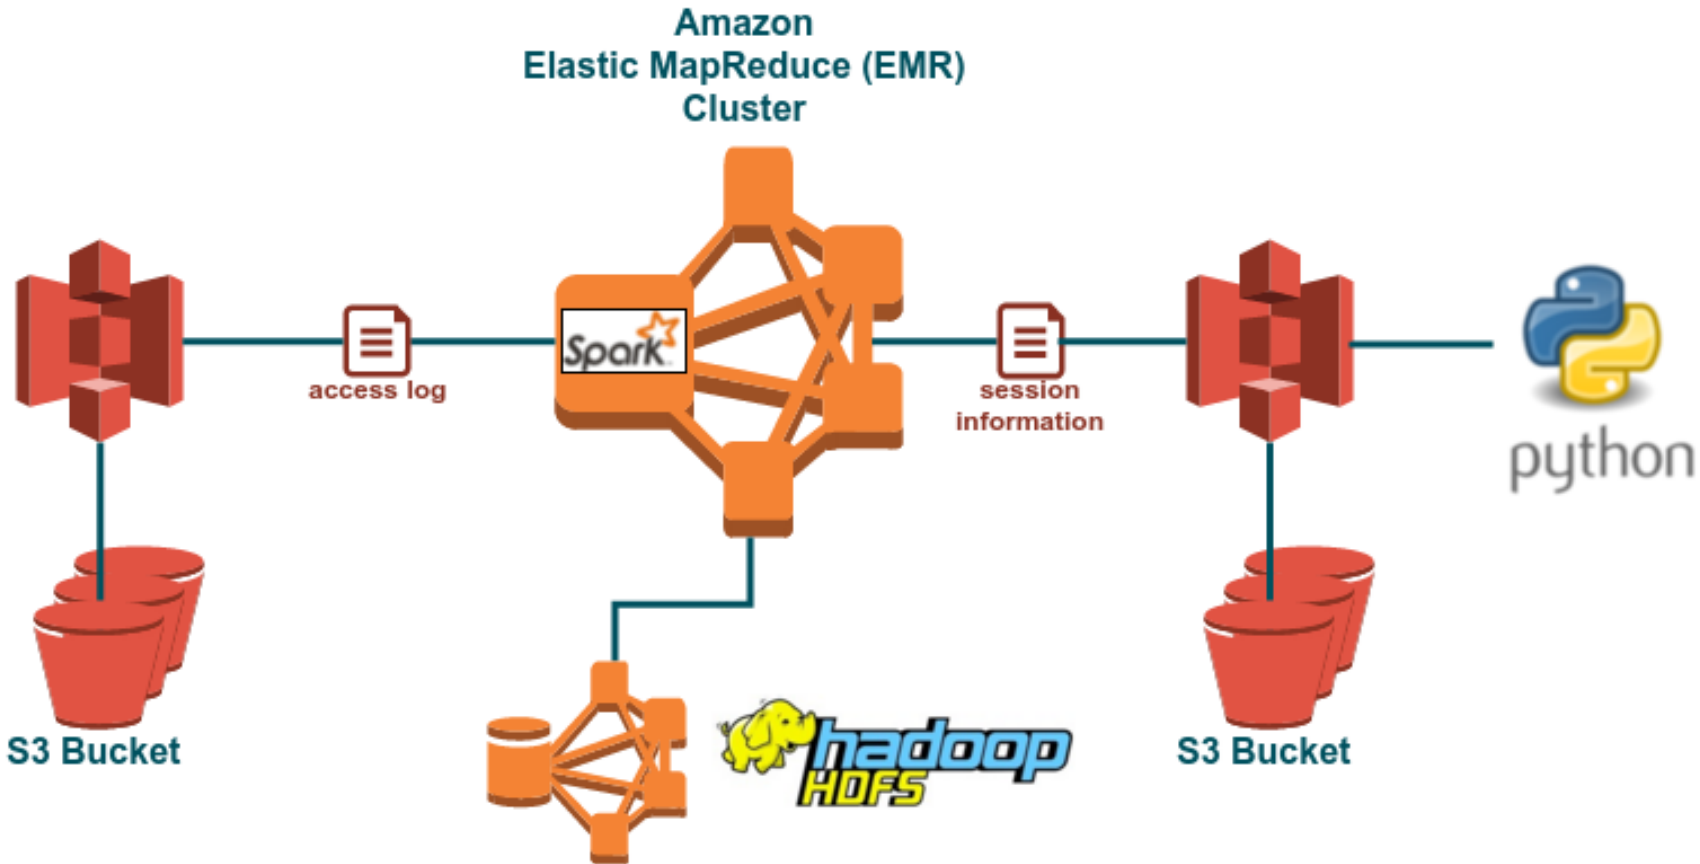 Amazon
Elastic MapReduce (EMR)
Cluster
Spark
access log
session
information
python
hadoop
HDFS
S3 Bucket
S3 Bucket